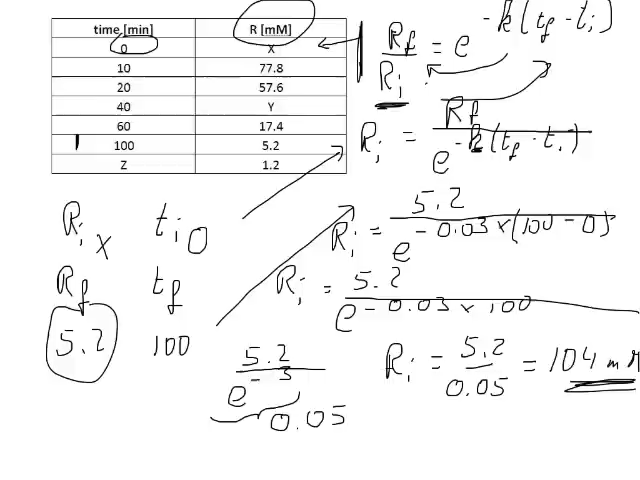 time [min] R [mM]
0 X
10 77.8
20 57.6
40 Y
60 17.4
100 5.2
Z 1.2
Rf/Ri = e^-k(tf - ti)
Ri = Rf / e^-k(tf - ti)
Ri X ti 0
Rf tf
5.2 100
Ri = 5.2 / e^-0.03 × (100 - 0)
Ri = 5.2 / e^-0.03 × 100
5.2 / e^-3
0.05
Ri = 5.2 / 0.05 = 104 mM